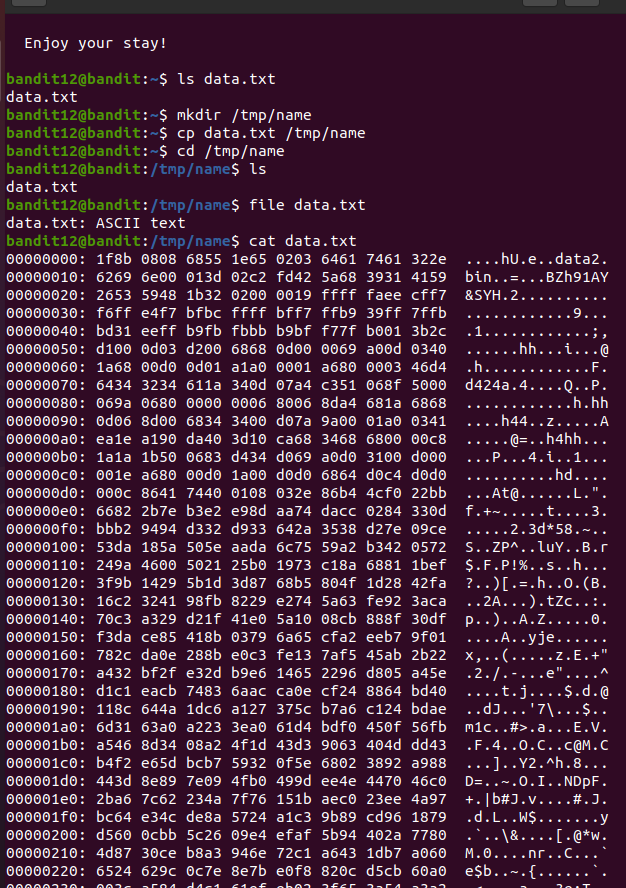 Enjoy your stay!
bandit12@bandit:~$ ls data.txt
data.txt
bandit12@bandit:~$ mkdir /tmp/name
bandit12@bandit:~$ cp data.txt /tmp/name
bandit12@bandit:~$ cd /tmp/name
bandit12@bandit:/tmp/name$ ls
data.txt
bandit12@bandit:/tmp/name$ file data.txt
data.txt: ASCII text
bandit12@bandit:/tmp/name$ cat data.txt
00000000: 1f8b 0808 6855 1e65 0203 6461 7461 322e  ....hU.e..data2.
00000010: 6269 6e00 013d 02c2 fd42 5a68 3931 4159  bin..=...BZh91AY
00000020: 2653 5948 1b32 0200 0019 ffff faee cff7  &SYH.2..........
00000030: f6ff e4f7 bfbc ffff bff7 ffb9 39ff 7ffb  ............9...
00000040: bd31 eeff b9fb fbbb b9bf f77f b001 3b2c  .1............;,
00000050: d100 0d03 d200 6868 0d00 0069 a00d 0340  ......hh...i...@
00000060: 1a68 00d0 0d01 a1a0 0001 a680 0003 46d4  .h............F.
00000070: 6434 3234 611a 340d 07a4 c351 068f 5000  d424a.4....Q..P.
00000080: 069a 0680 0000 0006 8006 8da4 681a 6868  ............h.hh
00000090: 0d06 8d00 6834 3400 d07a 9a00 01a0 0341  ....h44..z.....A
000000a0: ea1e a190 da40 3d10 ca68 3468 6800 00c8  .....@=..h4hh...
000000b0: 1a1a 1b50 0683 d434 d069 a0d0 3100 d000  ...P...4.i..1...
000000c0: 001e a680 00d0 1a00 d0d0 6864 d0c4 d0d0  ..........hd....
000000d0: 000c 8641 7440 0108 032e 86b4 4cf0 22bb  ...At@......L.".
000000e0: 6682 2b7e b3e2 e98d aa74 dacc 0284 330d  f.+~.....t....3.
000000f0: bbb2 9494 d332 d933 642a 3538 d27e 09ce  .....2.3d*58.~..
00000100: 53da 185a 505e aada 6c75 59a2 b342 0572  S..ZP^..luY..B.r
00000110: 249a 4600 5021 25b0 1973 c18a 6881 1bef  $.F.P!%..s..h...
00000120: 3f9b 1429 5b1d 3d87 68b5 804f 1d28 42fa  ?..)[.=.h..O.(B.
00000130: 16c2 3241 98fb 8229 e274 5a63 fe92 3aca  ..2A...).tZc..:.
00000140: 70c3 a329 d21f 41e0 5a10 08cb 888f 30df  p..)..A.Z.....0.
00000150: f3da ce85 418b 0379 6a65 cfa2 eeb7 9f01  ....A..yje......
00000160: 782c da0e 288b e0c3 fe13 7af5 45ab 2b22  x,..(.....z.E.+"
00000170: a432 bf2f e32d b9e6 1465 2296 d805 a45e  .2./.-...e"....^
00000180: d1c1 eacb 7483 6aac ca0e cf24 8864 bd40  ....t.j....$.d.@
00000190: 118c 644a 1dc6 a127 375c b7a6 c124 bdae  ..dJ...'7\...$..
000001a0: 6d31 63a0 a223 3ea0 61d4 bdf0 450f 56fb  m1c..#>.a...E.V.
000001b0: a546 8d34 08a2 4f1d 43d3 9063 404d dd43  .F.4..O.C..c@M.C
000001c0: b4f2 e65d bcb7 5932 0f5e 6802 3892 a988  ...]..Y2.^h.8...
000001d0: 443d 8e89 7e09 4fb0 499d ee4e 4470 46c0  D=..~.O.I..NDpF.
000001e0: 2ba6 7c62 234a 7f76 151b aec0 23ee 4a97  +.|b#J.v....#.J.
000001f0: bc64 e34c de8a 5724 a1c3 9b89 cd96 1879  .d.L..W$.......y
00000200: d560 0cbb 5c26 09e4 efaf 5b94 402a 7780  .`..\&....[.@*w.
00000210: 4d87 30ce b8a3 946e 72c1 a643 1db7 a060  M.0....nr..C...`
00000220: 6524 629c 0c7e 8e7b e0f8 820c d5cb 60a0  e$b..~.{......`.